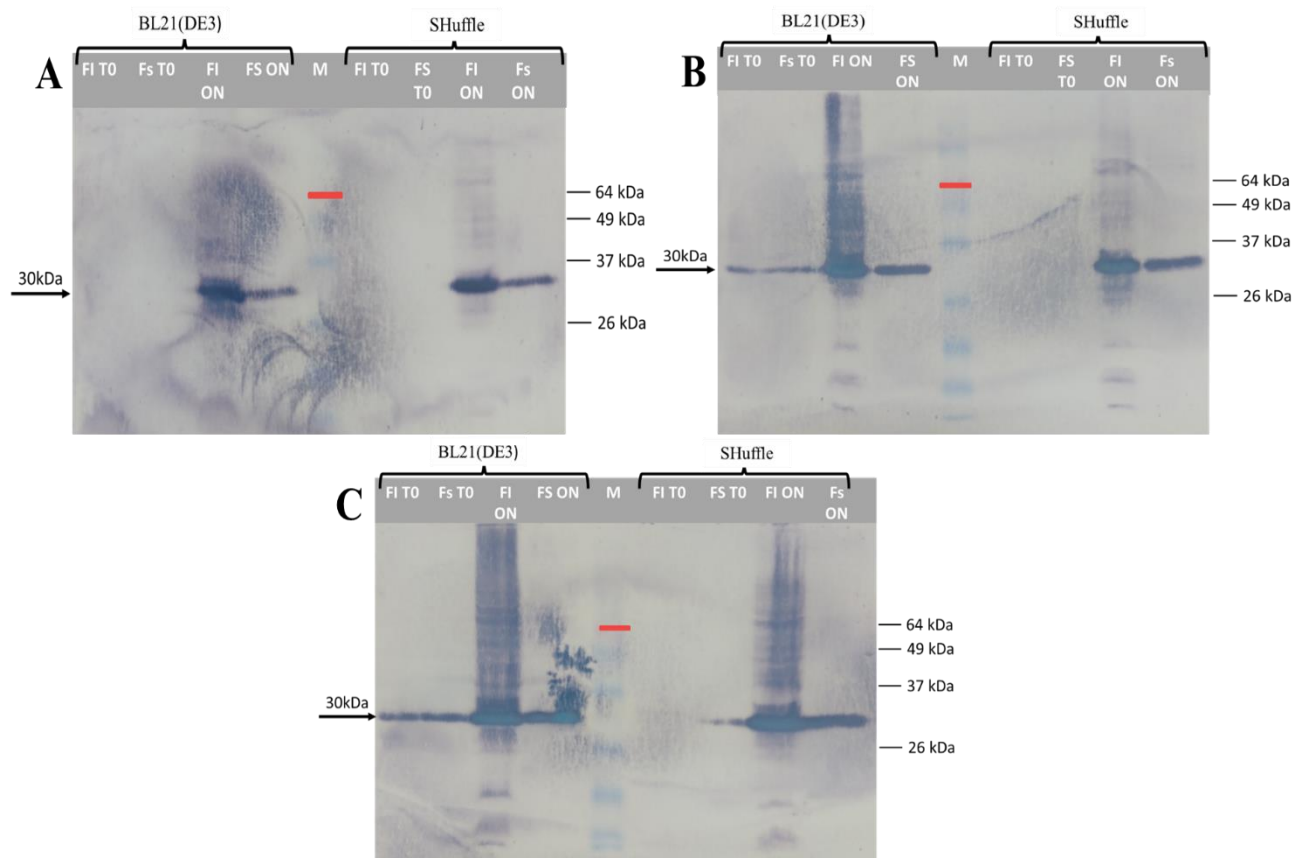 BL21(DE3) SHuffle
A
FI T0 Fs T0 FI FS ON M FI T0 FS FI Fs
ON T0 ON ON
64 kDa
49 kDa
37 kDa
30kDa
26 kDa
BL21(DE3) SHuffle
B
FI T0 Fs T0 FI ON FS M FI T0 FS FI Fs ON
ON T0 ON
64 kDa
49 kDa
37 kDa
30kDa
26 kDa
BL21(DE3) SHuffle
C
FI T0 Fs T0 FI FS ON M FI T0 FS T0 FI ON Fs
ON ON
64 kDa
49 kDa
37 kDa
30kDa
26 kDa